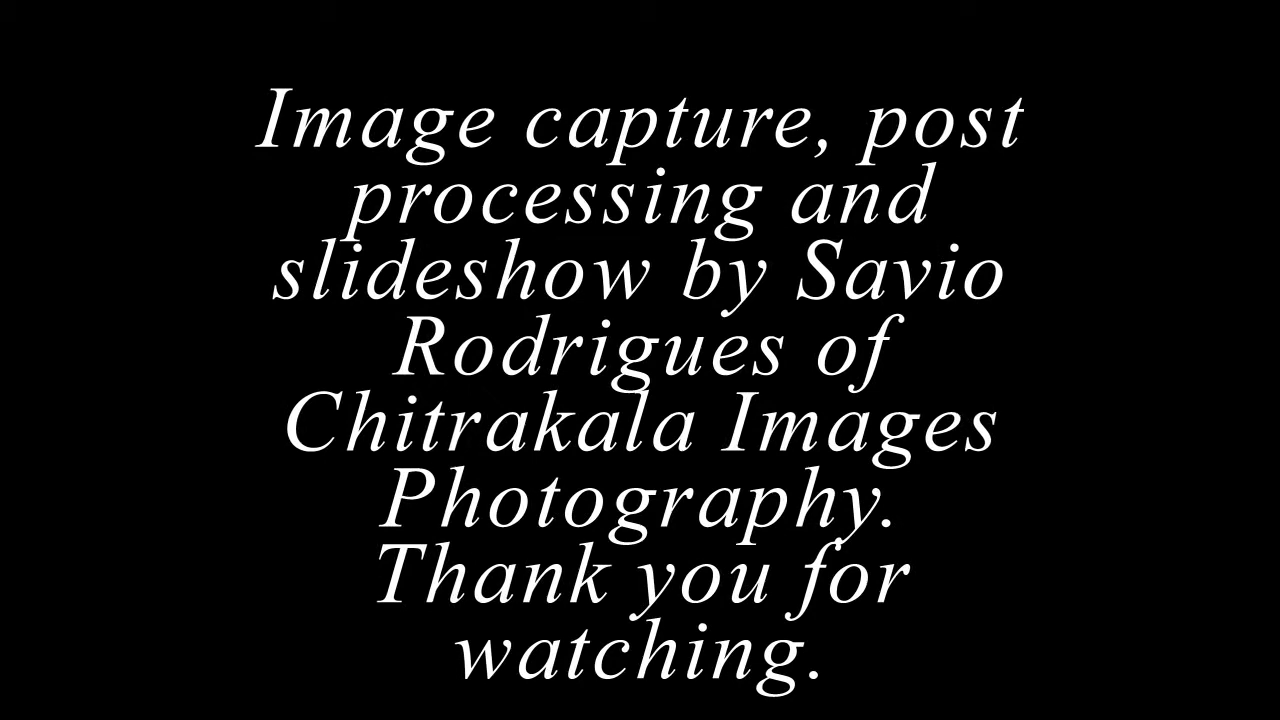 Image capture, post
processing and
slideshow by Savio
Rodrigues of
Chitrakala Images
Photography.
Thank you for
watching.